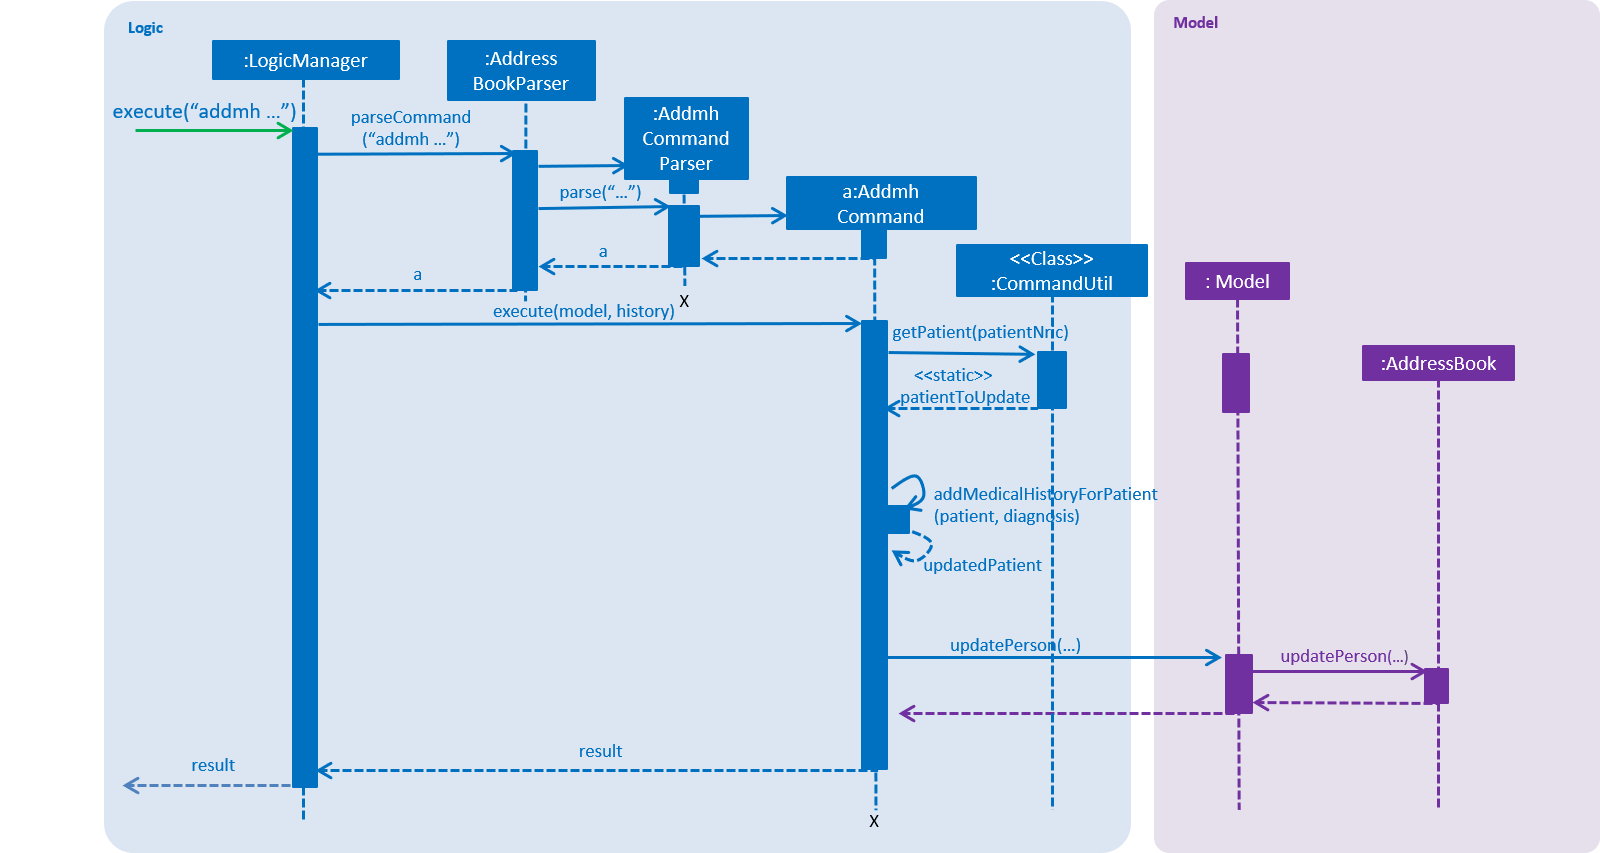 Logic
Model
:LogicManager
:Address
BookParser
execute(“addmh ...”)
parseCommand
(“addmh ...”)
:Addmh
Command
Parser
parse(“...”)
a:Addmh
Command
a
a
<<Class>>
:CommandUtil
: Model
X
execute(model, history)
getPatient(patientNric)
:AddressBook
<<static>>
patientToUpdate
addMedicalHistoryForPatient
(patient, diagnosis)
updatedPatient
updatePerson(...)
updatePerson(...)
result
result
X